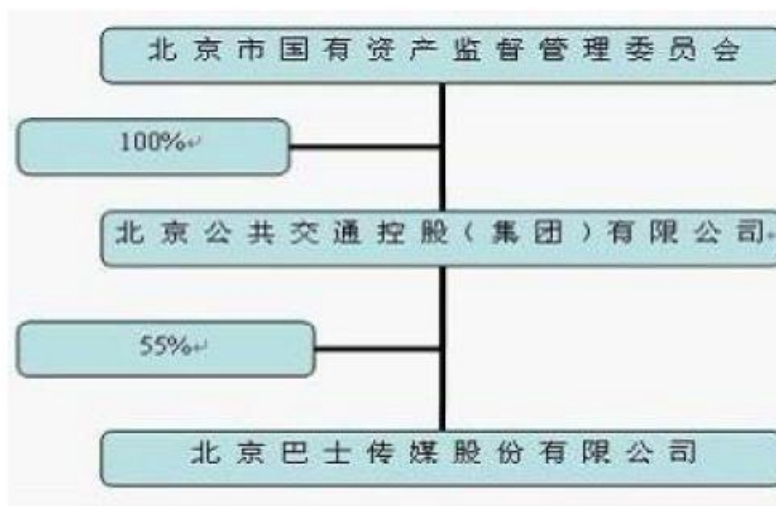 北京市国有资产监督管理委员会
100%↵
北京公共交通控股（集团）有限公司
55%↵
北京巴士传媒股份有限公司